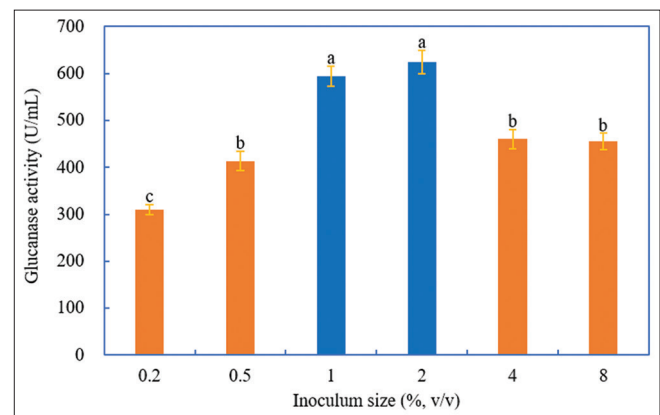 700
600
500
400
300
200
100
0
Glucanase activity (U/mL)
c
b
a
a
b
b
0.2 0.5 1 2 4 8
Inoculum size (%, v/v)